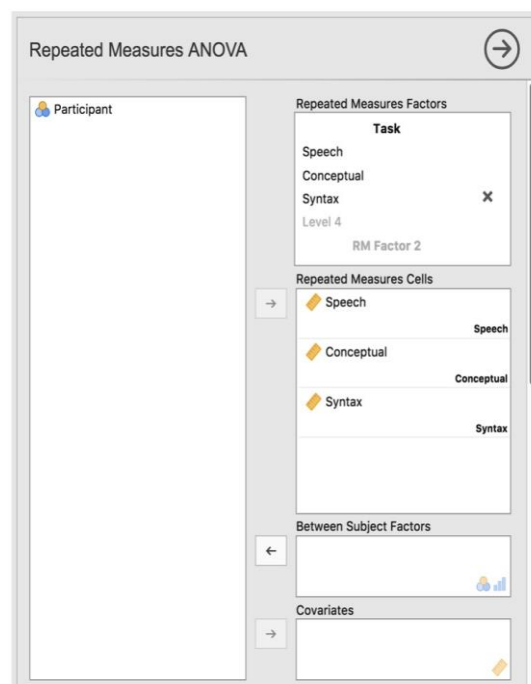 Repeated Measures ANOVA
Participant
Repeated Measures Factors
Task
Speech
Conceptual
Syntax
Level 4
RM Factor 2
Repeated Measures Cells
Speech
Speech
Conceptual
Conceptual
Syntax
Syntax
Between Subject Factors
Covariates